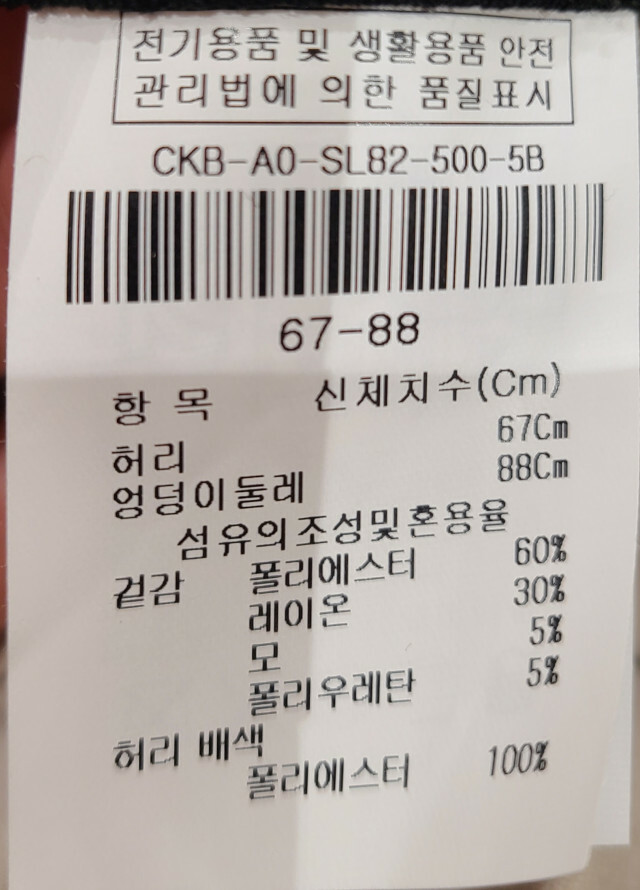 전기용품 및 생활용품 안전
관리법에 의한 품질표시
CKB-A0-SL82-500-5B
67-88
항 목 신체치수(Cm)
허리 67Cm
엉덩이둘레 88Cm
섬유의조성및혼용율
겉감 폴리에스터 60%
레이온 30%
모 5%
폴리우레탄 5%
허리 배색
폴리에스터 100%